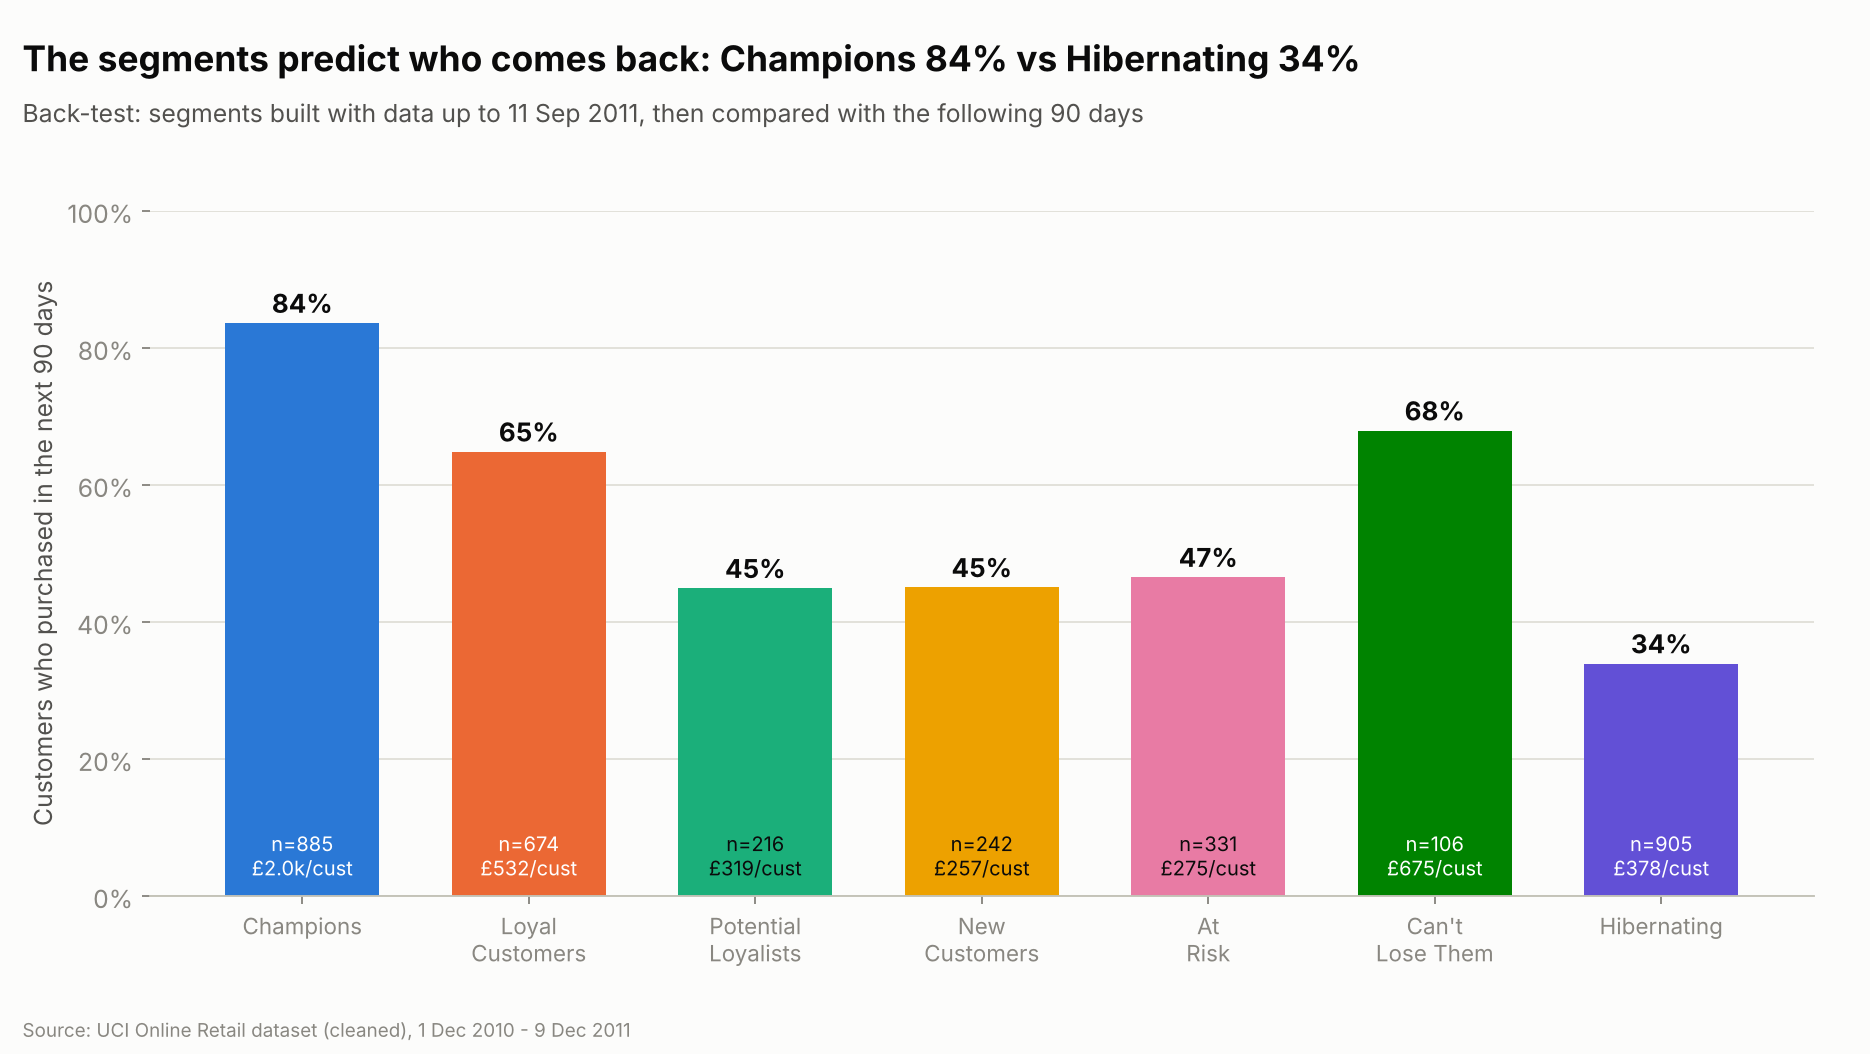 The segments predict who comes back: Champions 84% vs Hibernating 34%
Back-test: segments built with data up to 11 Sep 2011, then compared with the following 90 days
Customers who purchased in the next 90 days
100%
80%
60%
40%
20%
0%
84%
65%
45%
45%
47%
68%
34%
n=885
£2.0k/cust
n=674
£532/cust
n=216
£319/cust
n=242
£257/cust
n=331
£275/cust
n=106
£675/cust
n=905
£378/cust
Champions
Loyal
Customers
Potential
Loyalists
New
Customers
At
Risk
Can't
Lose Them
Hibernating
Source: UCI Online Retail dataset (cleaned), 1 Dec 2010 - 9 Dec 2011